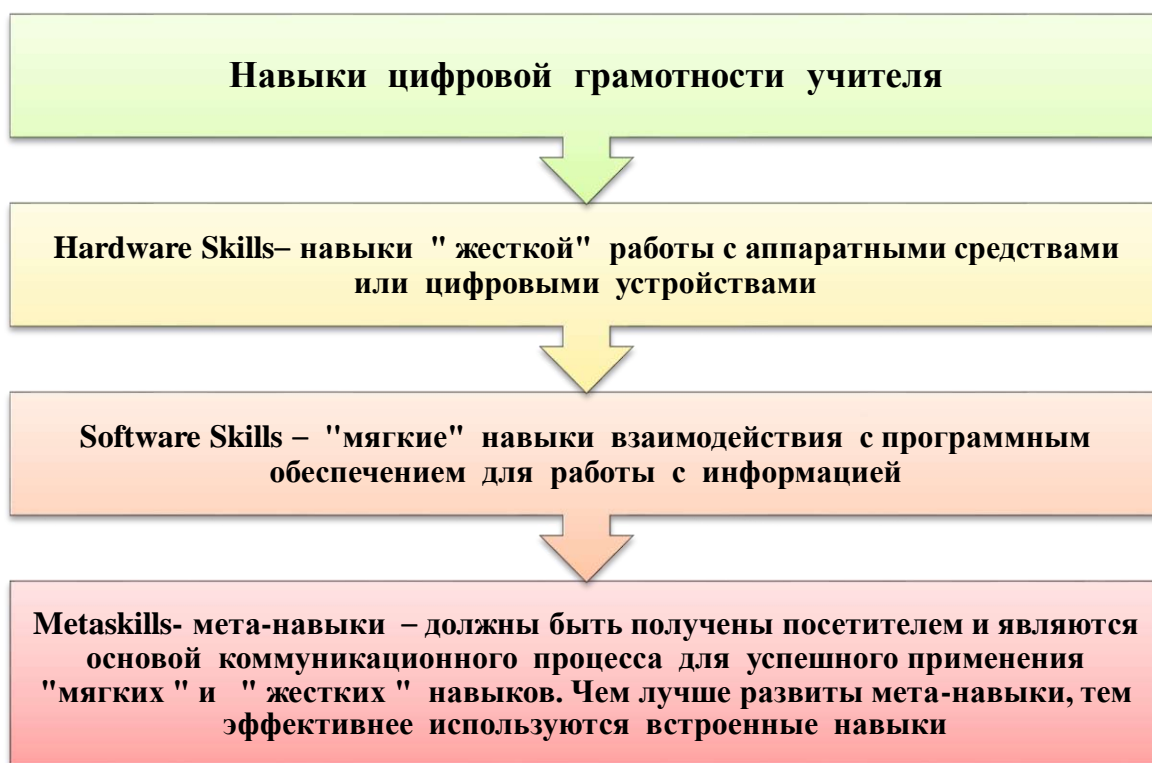 Навыки цифровой грамотности учителя
Hardware Skills– навыки " жесткой" работы с аппаратными средствами
или цифровыми устройствами
Software Skills – "мягкие" навыки взаимодействия с программным
обеспечением для работы с информацией
Metaskills- мета-навыки – должны быть получены посетителем и являются
основой коммуникационного процесса для успешного применения
"мягких " и " жестких " навыков. Чем лучше развиты мета-навыки, тем
эффективнее используются встроенные навыки